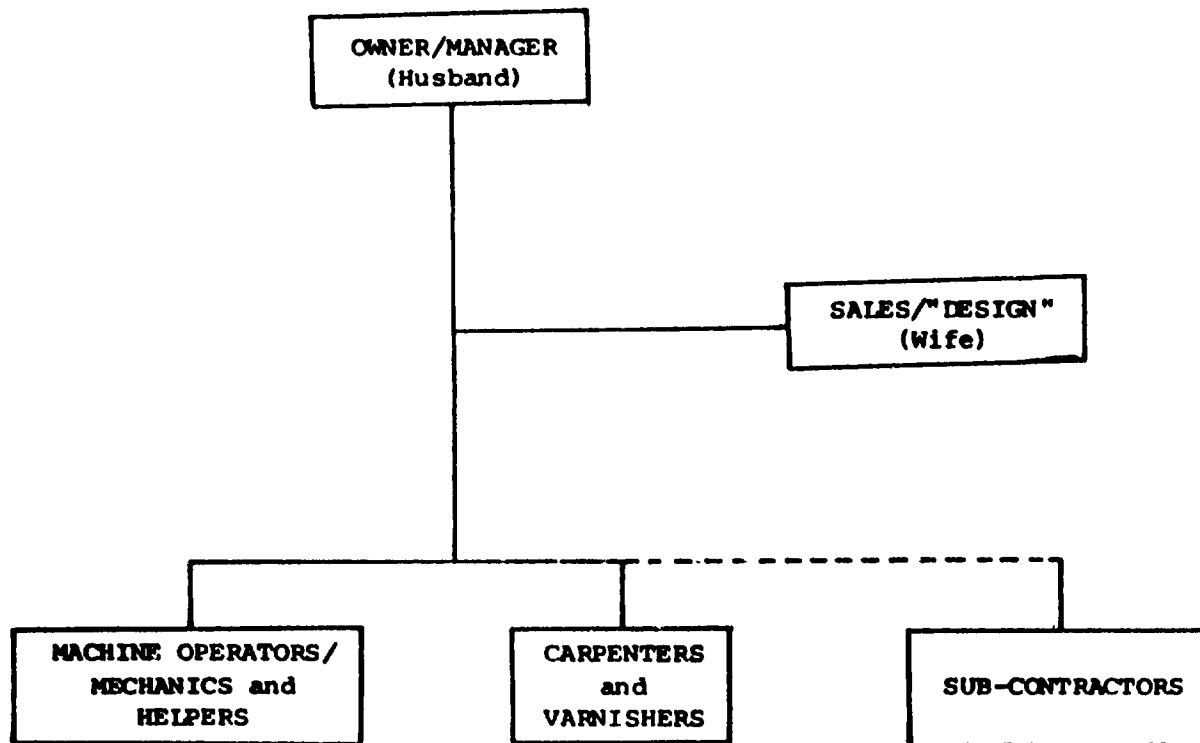 OWNER/MANAGER
(Husband)
SALES/"DESIGN"
(Wife)
MACHINE OPERATORS/
MECHANICS and
HELPERS
CARPENTERS
and
VARNISHERS
SUB-CONTRACTORS